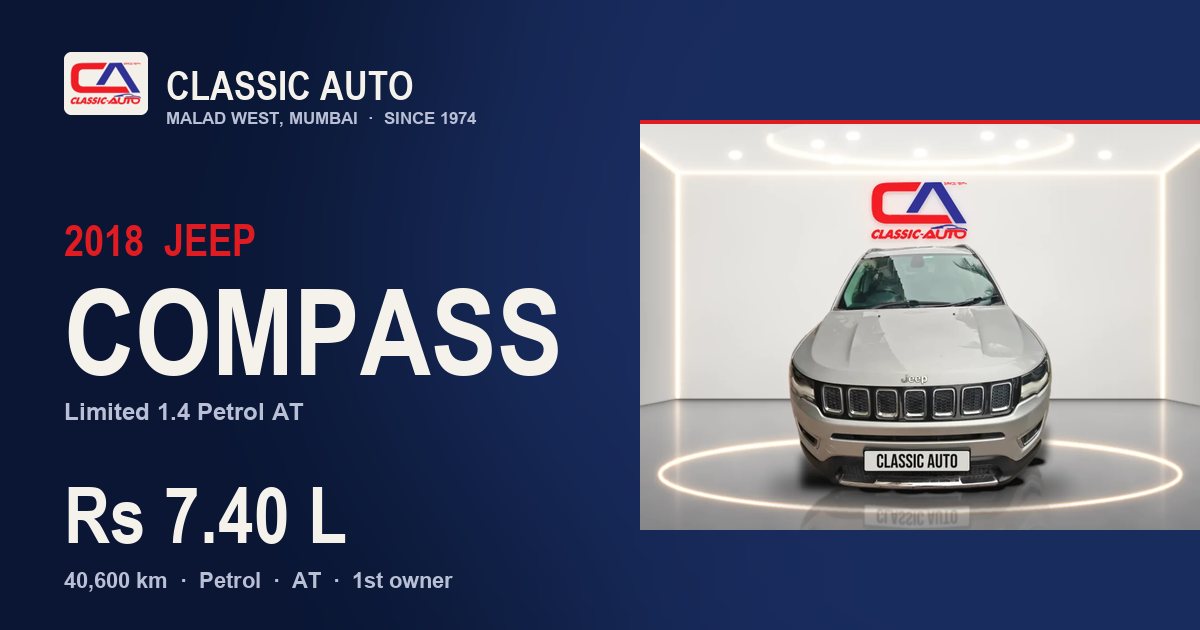 CA
CLASSIC-AUTO
CLASSIC AUTO
MALAD WEST, MUMBAI · SINCE 1974
2018 JEEP
COMPASS
Limited 1.4 Petrol AT
Rs 7.40 L
40,600 km · Petrol · AT · 1st owner
CA
CLASSIC-AUTO
Jeep
CLASSIC AUTO